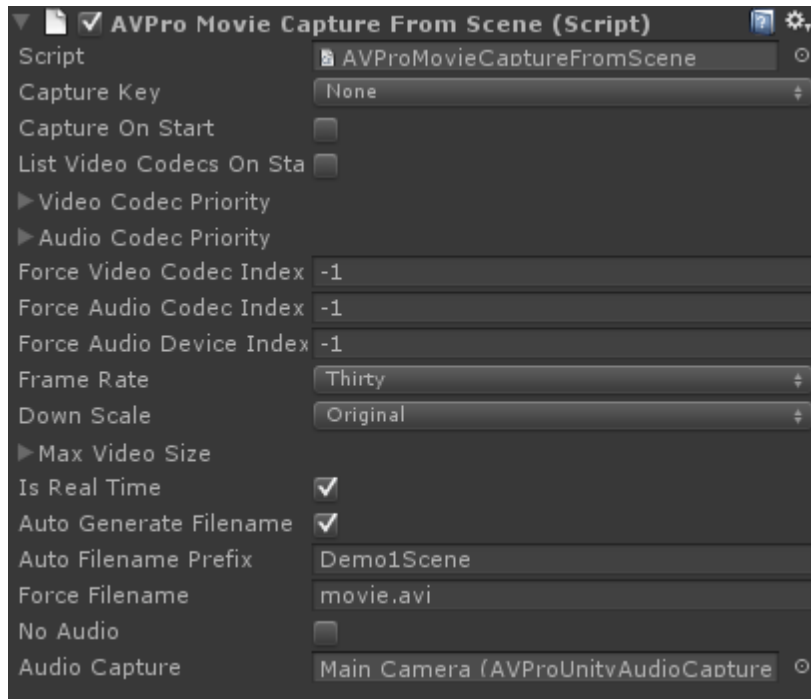 AVPro Movie Capture From Scene (Script)
Script AVProMovieCaptureFromScene
Capture Key None
Capture On Start
List Video Codecs On Sta
Video Codec Priority
Audio Codec Priority
Force Video Codec Index -1
Force Audio Codec Index -1
Force Audio Device Index -1
Frame Rate Thirty
Down Scale Original
Max Video Size
Is Real Time
Auto Generate Filename
Auto Filename Prefix Demo1Scene
Force Filename movie.avi
No Audio
Audio Capture Main Camera (AVProUnityAudioCapture